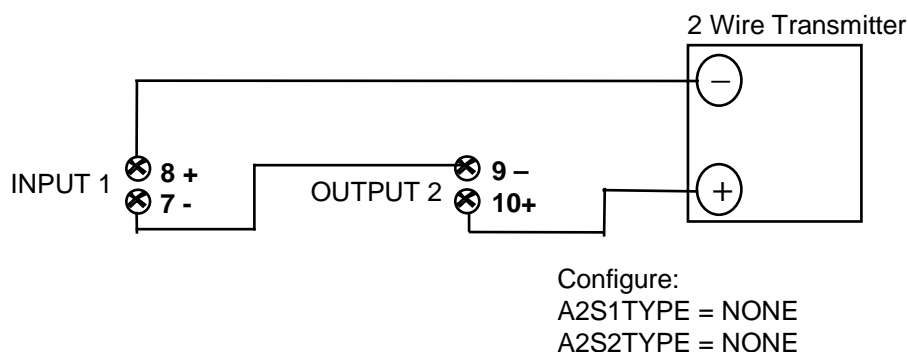 2 Wire Transmitter
−
INPUT 1
8 +
7 -
OUTPUT 2
9 –
10+
+
Configure:
A2S1TYPE = NONE
A2S2TYPE = NONE